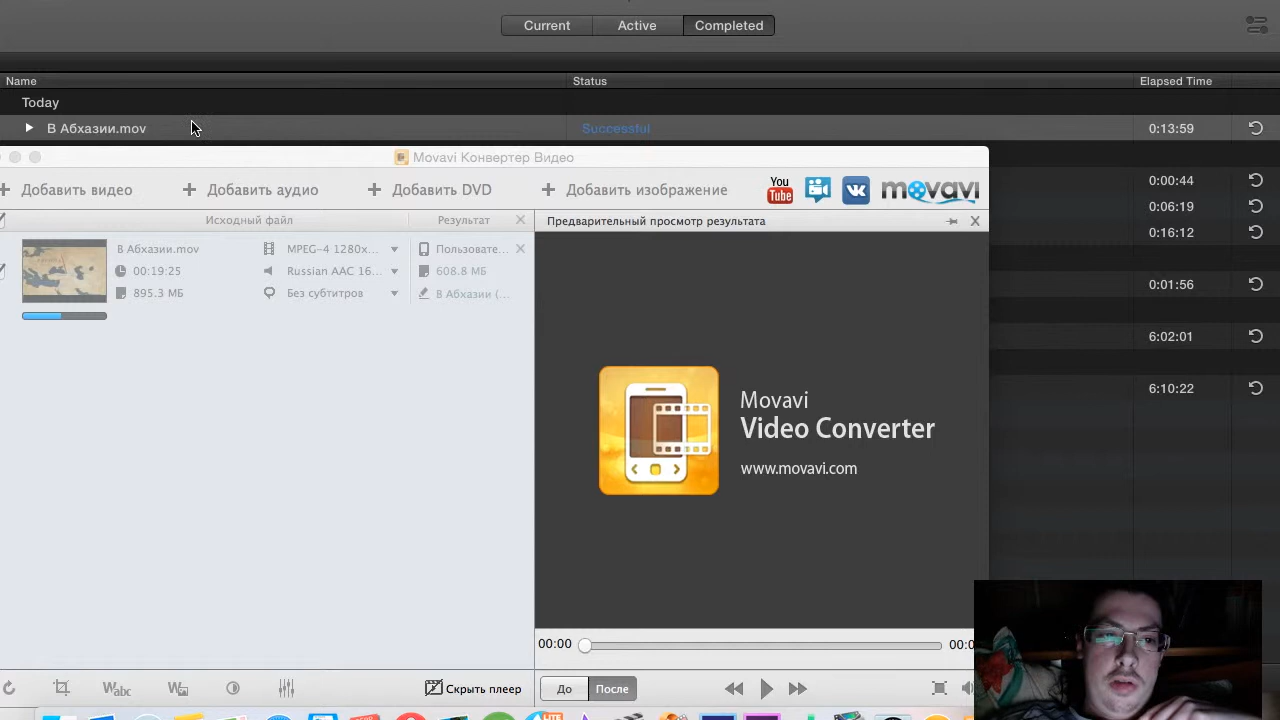 Current Active Completed
Name Status Elapsed Time
Today
В Абхазии.mov Successful 0:13:59
Movavi Конвертер Видео
Добавить видео Добавить аудио Добавить DVD Добавить изображение You Tube movavi
0:00:44
0:06:19
Исходный файл Результат Предварительный просмотр результата
0:16:12
В Абхазии.mov MPEG-4 1280x... Пользовате...
00:19:25 Russian AAC 16... 608.8 МБ
0:01:56
895.3 МБ Без субтитров В Абхазии (...
6:02:01
6:10:22
Movavi
Video Converter
www.movavi.com
00:00
Wabc Скрыть плеер До После